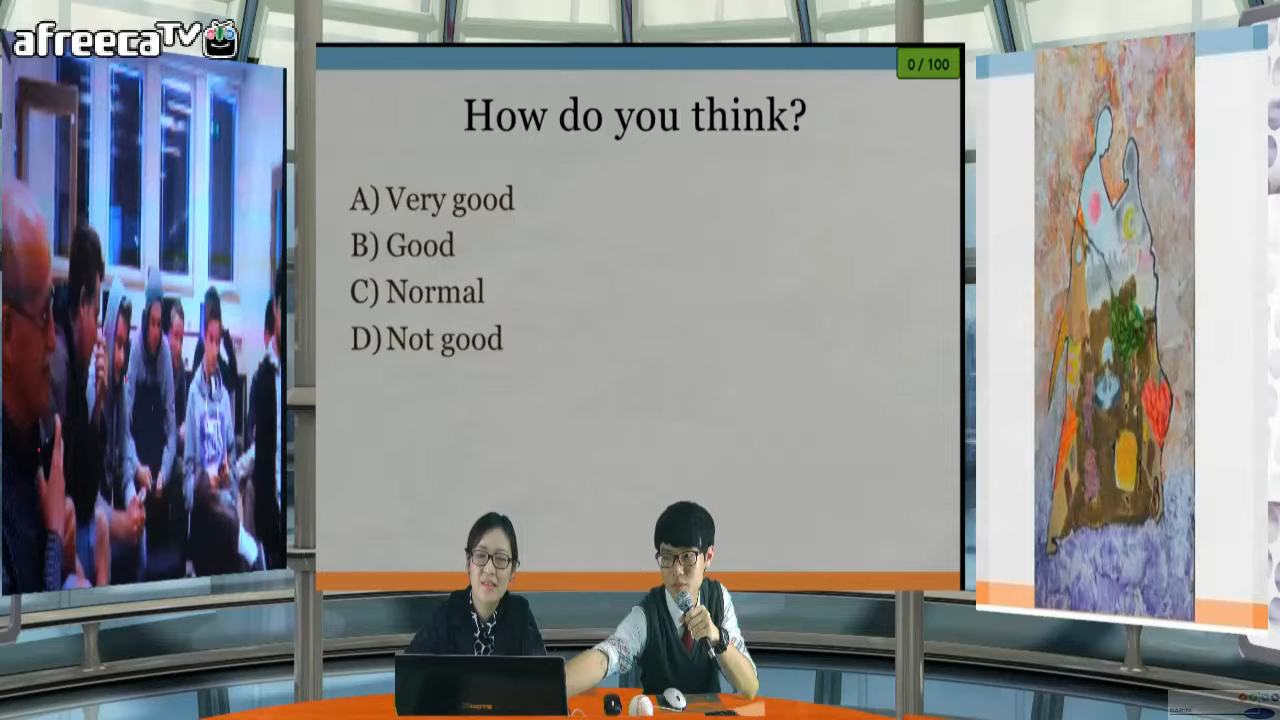 afreecaTV
0 / 100
How do you think?
A) Very good
B) Good
C) Normal
D) Not good